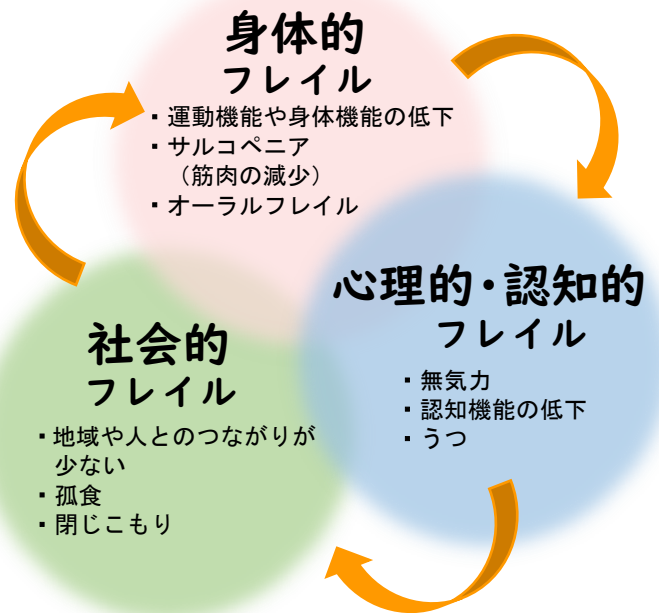 身体的
フレイル
▪運動機能や身体機能の低下
▪サルコペニア
（筋肉の減少）
▪オーラルフレイル
心理的・認知的
フレイル
▪無気力
▪認知機能の低下
▪うつ
社会的
フレイル
▪地域や人とのつながりが
少ない
▪孤食
▪閉じこもり